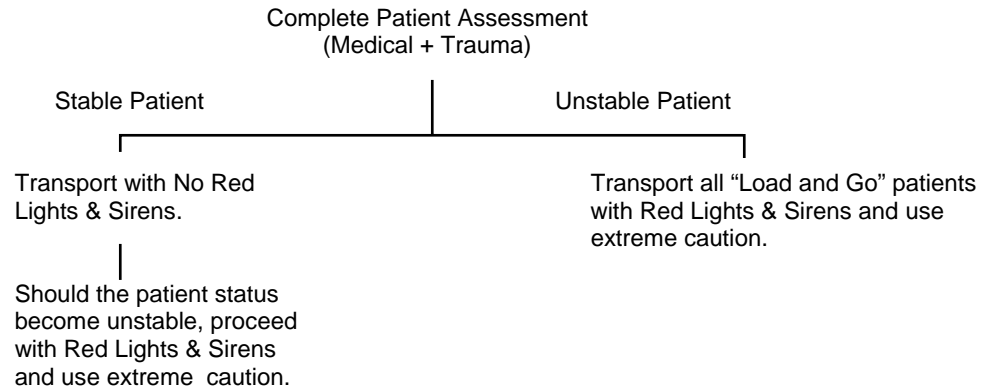 Complete Patient Assessment
(Medical + Trauma)
Stable Patient
Unstable Patient
Transport with No Red
Lights & Sirens.
Transport all “Load and Go” patients
with Red Lights & Sirens and use
extreme caution.
Should the patient status
become unstable, proceed
with Red Lights & Sirens
and use extreme  caution.